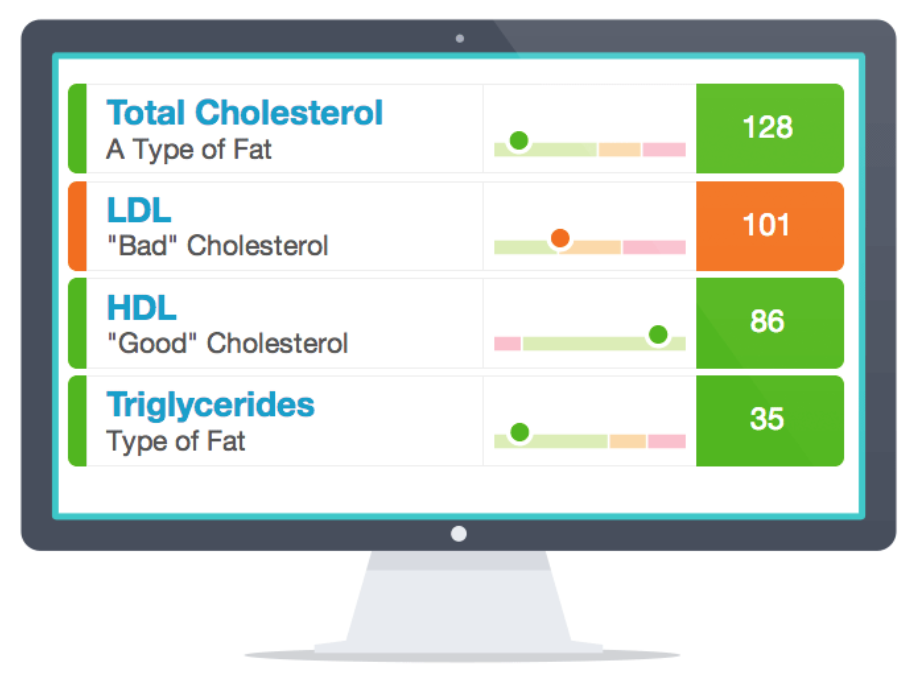 Total Cholesterol
A Type of Fat
128
LDL
"Bad" Cholesterol
101
HDL
"Good" Cholesterol
86
Triglycerides
Type of Fat
35